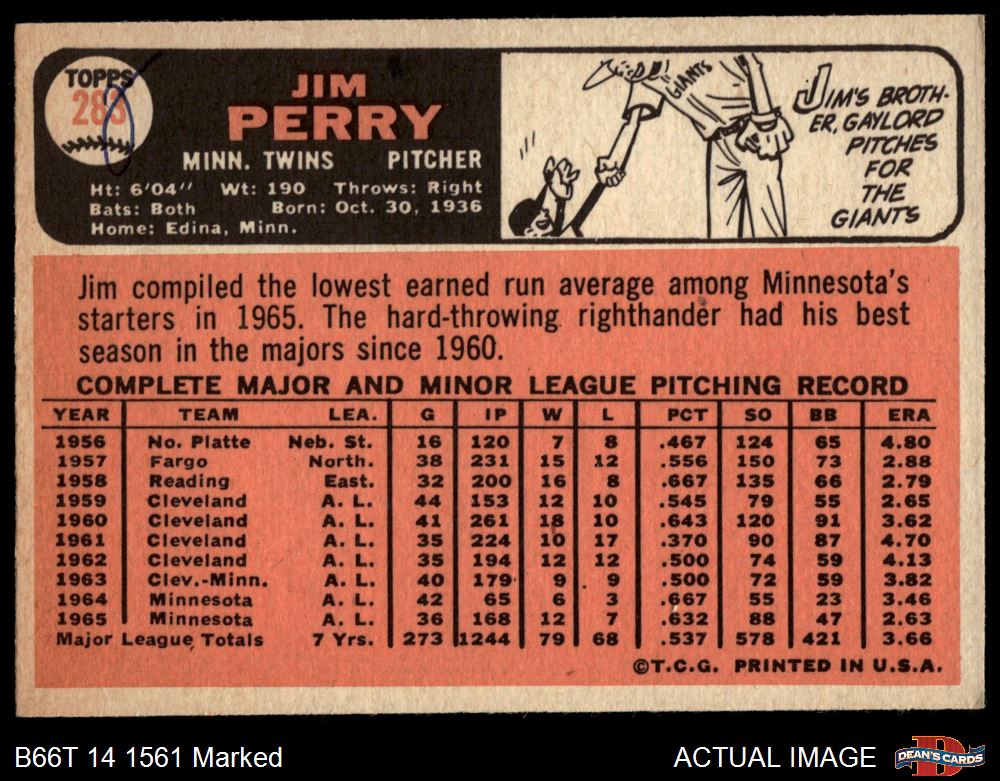 TOPPS
283
JIM
PERRY
MINN. TWINS PITCHER
Ht: 6'04" Wt: 190 Throws: Right
Bats: Both Born: Oct. 30, 1936
Home: Edina, Minn.
GIANTS
JIM'S BROTH-
ER, GAYLORD
PITCHES
FOR
THE
GIANTS
Jim compiled the lowest earned run average among Minnesota's
starters in 1965. The hard-throwing righthander had his best
season in the majors since 1960.
COMPLETE MAJOR AND MINOR LEAGUE PITCHING RECORD
YEAR TEAM LEA. G IP W L PCT SO BB ERA
1956 No. Platte Neb. St. 16 120 7 8 .467 124 65 4.80
1957 Fargo North. 38 231 15 12 .556 150 73 2.88
1958 Reading East. 32 200 16 8 .667 135 66 2.79
1959 Cleveland A. L. 44 153 12 10 .545 79 55 2.65
1960 Cleveland A. L. 41 261 18 10 .643 120 91 3.62
1961 Cleveland A. L. 35 224 10 17 .370 90 87 4.70
1962 Cleveland A. L. 35 194 12 12 .500 74 59 4.13
1963 Clev.-Minn. A. L. 40 179 9 9 .500 72 59 3.82
1964 Minnesota A. L. 42 65 6 3 .667 55 23 3.46
1965 Minnesota A. L. 36 168 12 7 .632 88 47 2.63
Major League Totals 7 Yrs. 273 1244 79 68 .537 578 421 3.66
©T.C.G. PRINTED IN U.S.A.
B66T 14 1561 Marked
ACTUAL IMAGE
DEAN'S CARDS